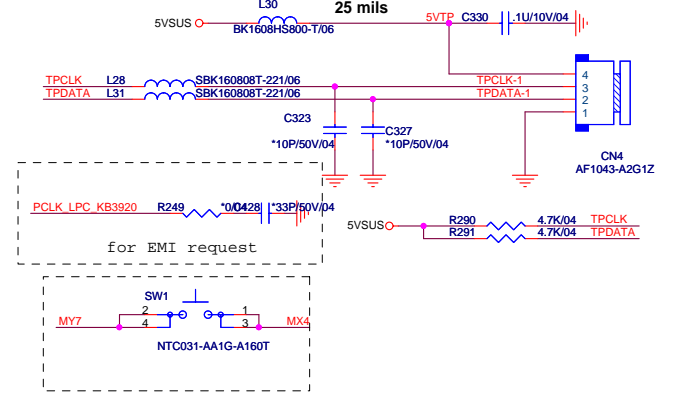 L30
25 mils
5VSUS
BK1608HS800-T/06
5VTP
C330
.1U/10V/04
TPCLK
L28
SBK160808T-221/06
TPCLK-1
TPDATA
L31
SBK160808T-221/06
TPDATA-1
4
3
2
1
C323
*10P/50V/04
C327
*10P/50V/04
CN4
AF1043-A2G1Z
PCLK_LPC_KB3920
R249
*0/04
C428
*33P/50V/04
for EMI request
5VSUS
R290
4.7K/04
TPCLK
R291
4.7K/04
TPDATA
SW1
2
1
MY7
4
3
MX4
NTC031-AA1G-A160T